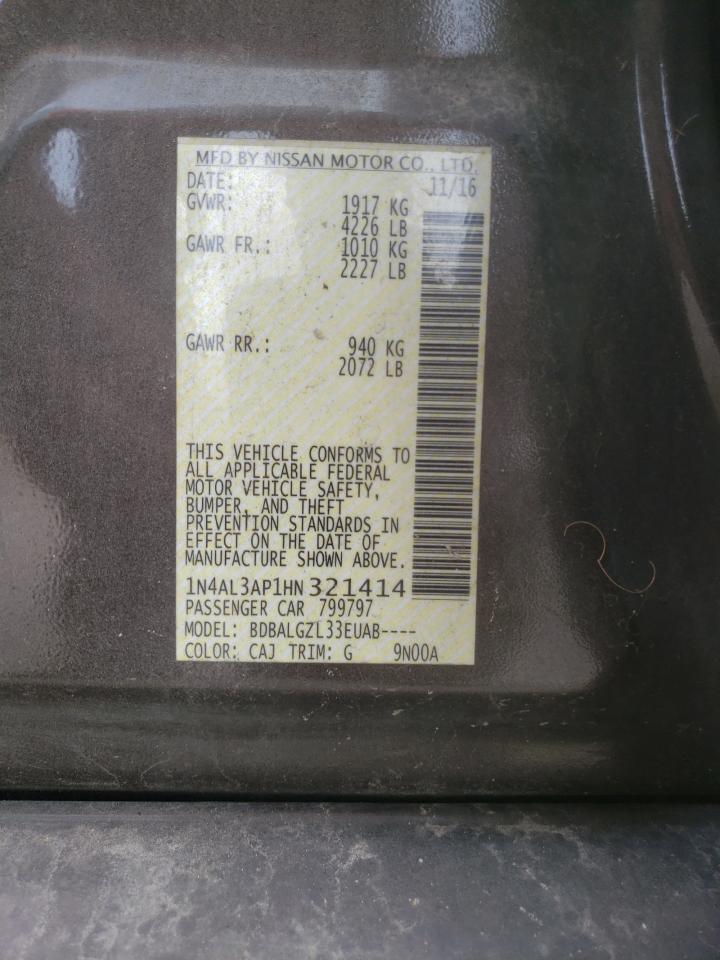 MFD BY NISSAN MOTOR CO., LTD.
DATE: 11/16
GVWR: 1917 KG
4226 LB
GAWR FR.: 1010 KG
2227 LB
GAWR RR.: 940 KG
2072 LB
THIS VEHICLE CONFORMS TO
ALL APPLICABLE FEDERAL
MOTOR VEHICLE SAFETY,
BUMPER, AND THEFT
PREVENTION STANDARDS IN
EFFECT ON THE DATE OF
MANUFACTURE SHOWN ABOVE.
1N4AL3AP1HN321414
PASSENGER CAR 799797
MODEL: BDBALGZL33EUAB----
COLOR: CAJ TRIM: G 9N00A